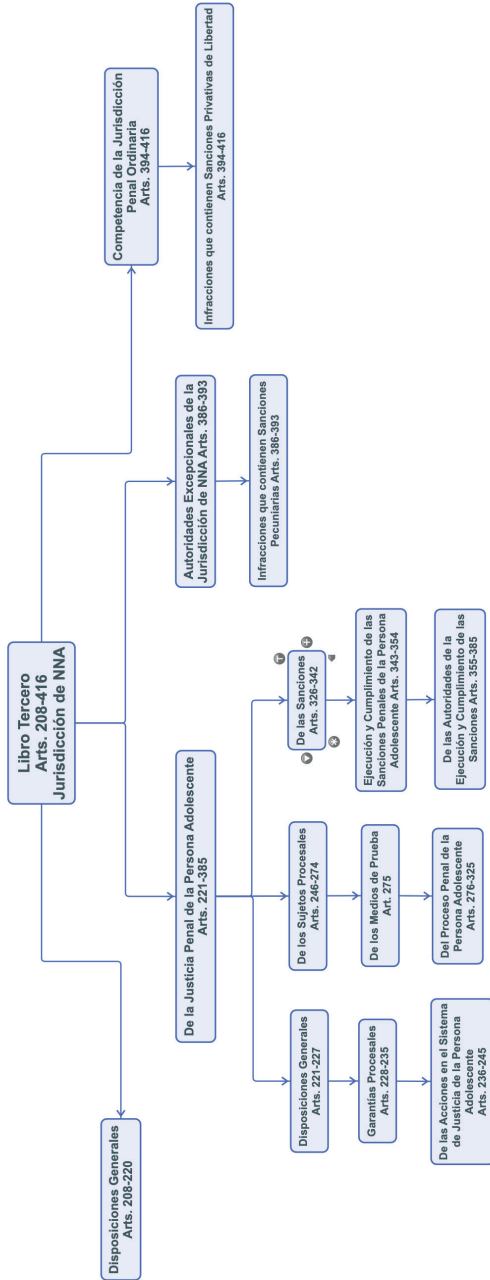 Libro Tercero
Arts. 208-416
Jurisdicción de NNA
Disposiciones Generales
Arts. 208-220
De la Justicia Penal de la Persona Adolescente
Arts. 221-385
Autoridades Excepcionales de la
Jurisdicción de NNA Arts. 386-393
Competencia de la Jurisdicción
Penal Ordinaria
Arts. 394-416
Infracciones que contienen Sanciones
Pecuniarias Arts. 386-393
Infracciones que contienen Sanciones Privativas de Libertad
Arts. 394-416
Disposiciones Generales
Arts. 221-227
Garantías Procesales
Arts. 228-235
De las Acciones en el Sistema
de Justicia de la Persona
Adolescente
Arts. 236-245
De los Sujetos Procesales
Arts. 246-274
De los Medios de Prueba
Art. 275
Del Proceso Penal de la
Persona Adolescente
Arts. 276-325
De las Sanciones
Arts. 326-342
Ejecución y Cumplimiento de las
Sanciones Penales de la Persona
Adolescente Arts. 343-354
De las Autoridades de la
Ejecución y Cumplimiento de las
Sanciones Arts. 355-385